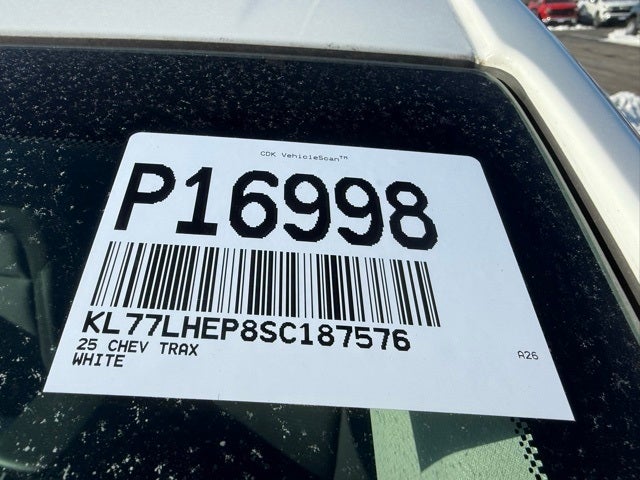 CDK VehicleScan™
P16998
KL77LHEP8SC187576
25 CHEV TRAX
WHITE
A26